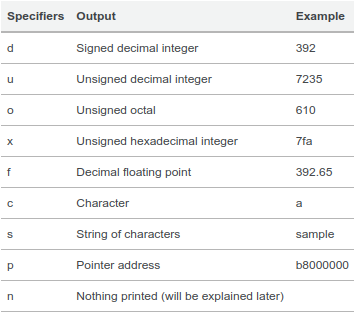 Specifiers Output Example
d Signed decimal integer 392
u Unsigned decimal integer 7235
o Unsigned octal 610
x Unsigned hexadecimal integer 7fa
f Decimal floating point 392.65
c Character a
s String of characters sample
p Pointer address b8000000
n Nothing printed (will be explained later)